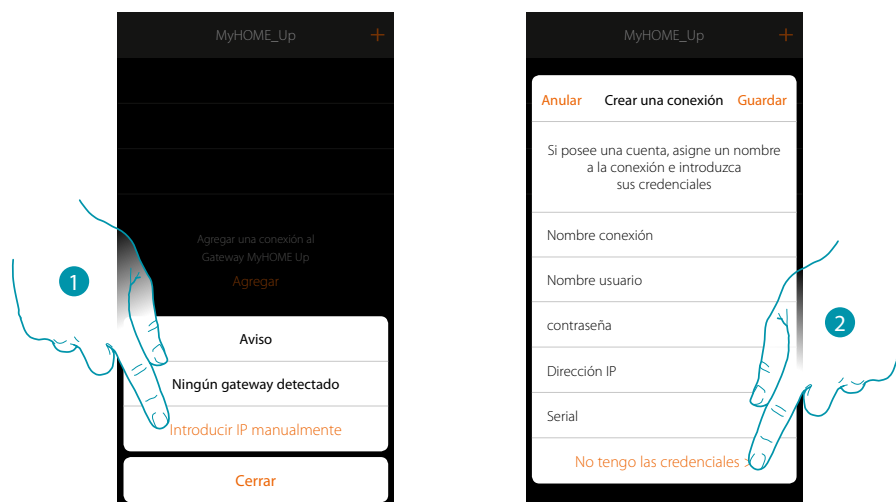 MyHOME_Up +
Agregar una conexión al
Gateway MyHOME Up
Agregar
1
Aviso
Ningún gateway detectado
Introducir IP manualmente
Cerrar
MyHOME_Up +
Anular Crear una conexión Guardar
Si posee una cuenta, asigne un nombre
a la conexión e introduzca
sus credenciales
Nombre conexión
Nombre usuario
contraseña
2
Dirección IP
Serial
No tengo las credenciales >